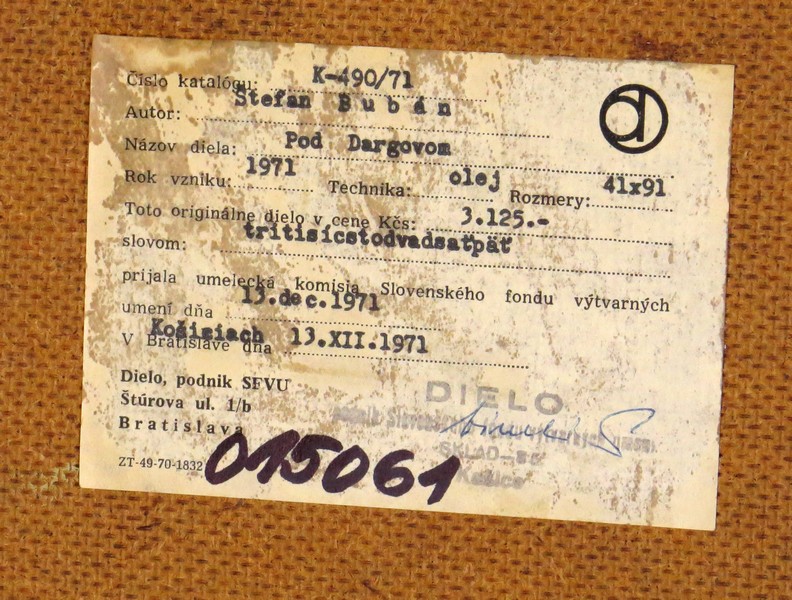 Číslo katalógu: K-490/71
Autor: Štefan Bubán
Názov diela: Pod Dargovom
Rok vzniku: 1971 Technika: olej Rozmery: 41x91
Toto originálne dielo v cene Kčs: 3.125.-
slovom: tritisícstodvadsaťpäť
prijala umelecká komisia Slovenského fondu výtvarných
umení dňa 13.dec.1971
V Bratislave dňa Košiciach 13.XII.1971
Dielo, podnik SFVU
Štúrova ul. 1/b
Bratislava
DIELO
podnik Slovenského
SKLAD-
Košice
ZT-49-70-1832
015061